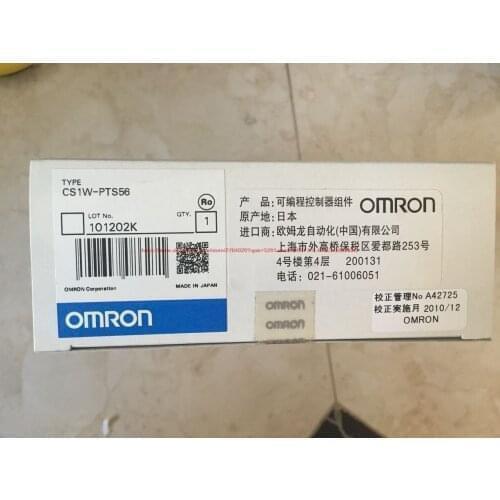 TYPE
CS1W-PTS56
Ro
LOT No.
QTY.
101202K
1
OMRON Corporation
MADE IN JAPAN
OMRON
产 品: 可编程控制器组件 OMRON
原产地: 日本
进口商: 欧姆龙自动化(中国)有限公司
上海市外高桥保税区爱都路253号
4号楼第4层 200131
电话: 021-61006051
OMRON OMRON
OMRON OMRON
校正管理No A42725
校正実施月 2010/12
OMRON